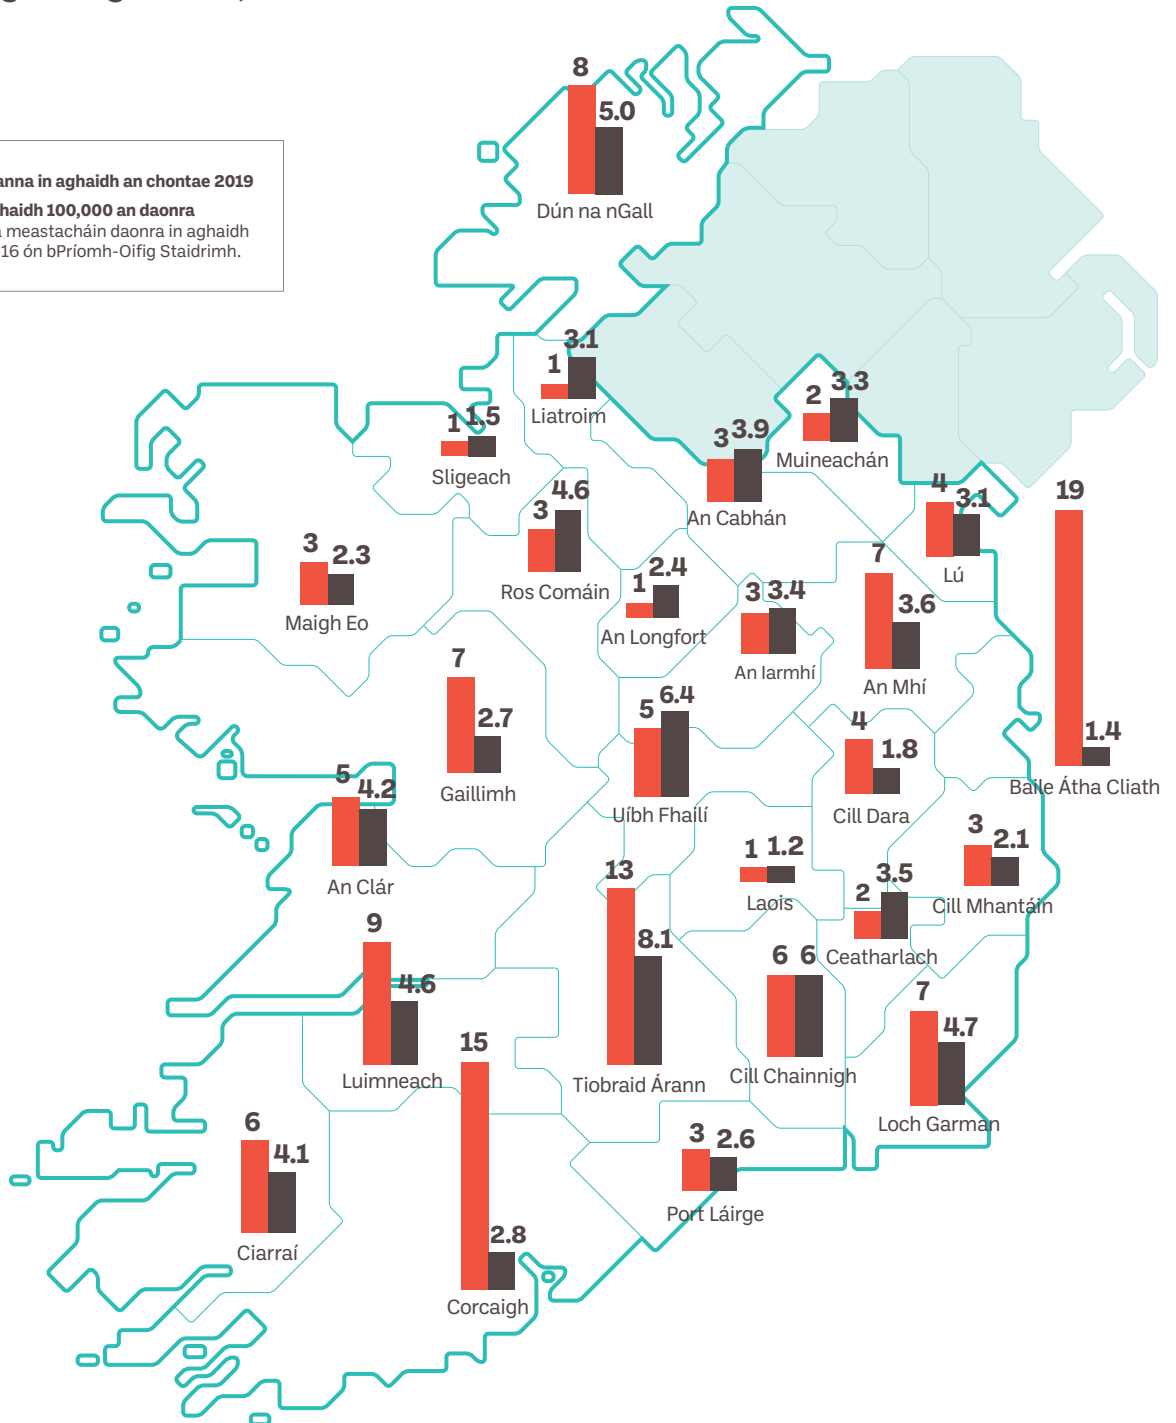 in aghaidh an chontae 2019
100,000 an daonra
meastacháin daonra in aghaidh
ón bPríomh-Oifig Staidrimh.
8 5.0
Dún na nGall
1 3.1
Liatroim
1 1.5
Sligeach
2 3.3
Muineachán
3 3.9
An Cabhán
3 4.6
Ros Comáin
4 3.1
Lú
19 1.4
Baile Átha Cliath
3 2.3
Maigh Eo
1 2.4
An Longfort
3 3.4
An Iarmhí
7 3.6
An Mhí
7 2.7
Gaillimh
5 6.4
Uíbh Fhailí
4 1.8
Cill Dara
5 4.2
An Clár
1 1.2
Laois
3 2.1
Cill Mhantáin
2 3.5
Ceatharlach
13 8.1
Tiobraid Árann
9 4.6
Luimneach
6 6
Cill Chainnigh
7 4.7
Loch Garman
15 2.8
Corcaigh
6 4.1
Ciarraí
3 2.6
Port Láirge